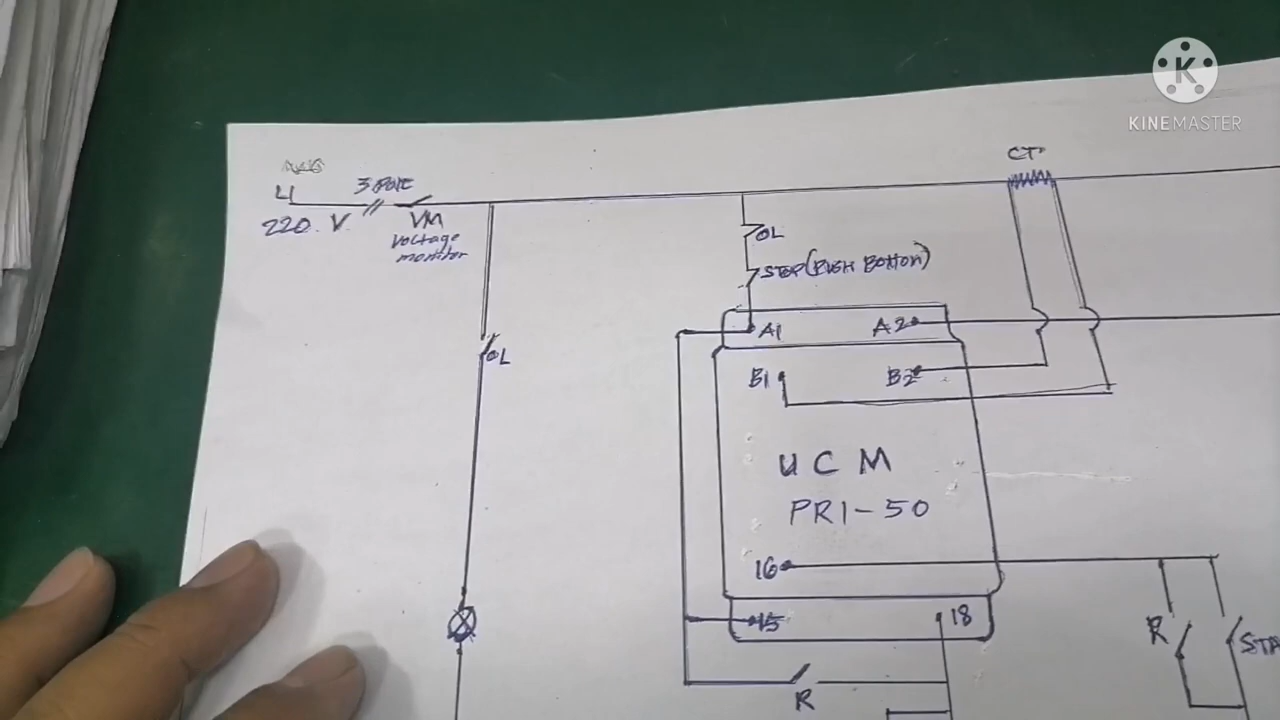 K
KINEMASTER
CT
L1
3 POLE
220. V.
VM
Voltage
monitor
OL
STOP (PUSH BOTTON)
A1
A2
OL
B1
B2
UCM
PR1-50
16
15
18
R
STA
R